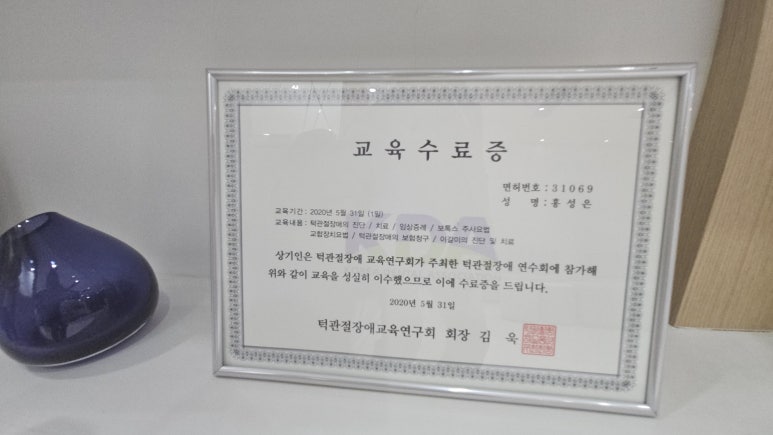 교육수료증
면허번호 : 31069
성 명 : 홍성은
교육기간 : 2020년 5월 31일 (1일)
교육내용 : 턱관절장애의 진단 / 치료 / 임상증례 / 보톡스 주사요법
교합장치요법 / 턱관절장애의 보험청구 / 이갈이의 진단 및 치료
상기인은 턱관절장애 교육연구회가 주최한 턱관절장애 연수회에 참가해
위와 같이 교육을 성실히 이수했으므로 이에 수료증을 드립니다.
2020년 5월 31일
턱관절장애교육연구회 회장 김 욱